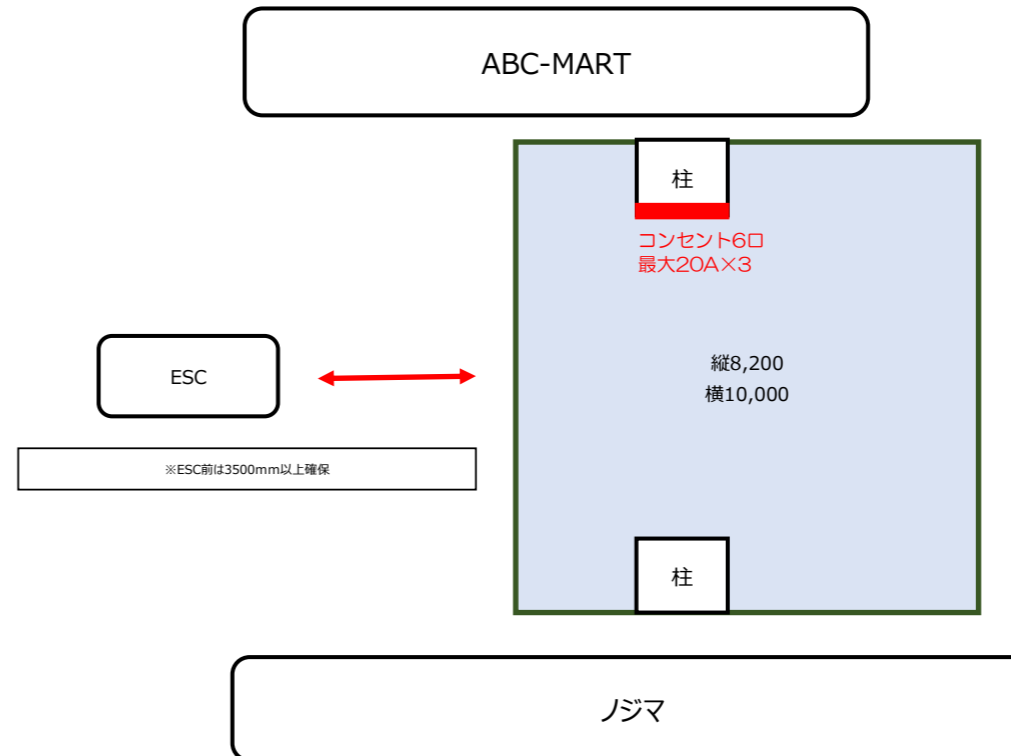 ABC-MART
柱
コンセント6口
最大20A×3
縦8,200
横10,000
ESC
※ESC前は3500mm以上確保
柱
ノジマ